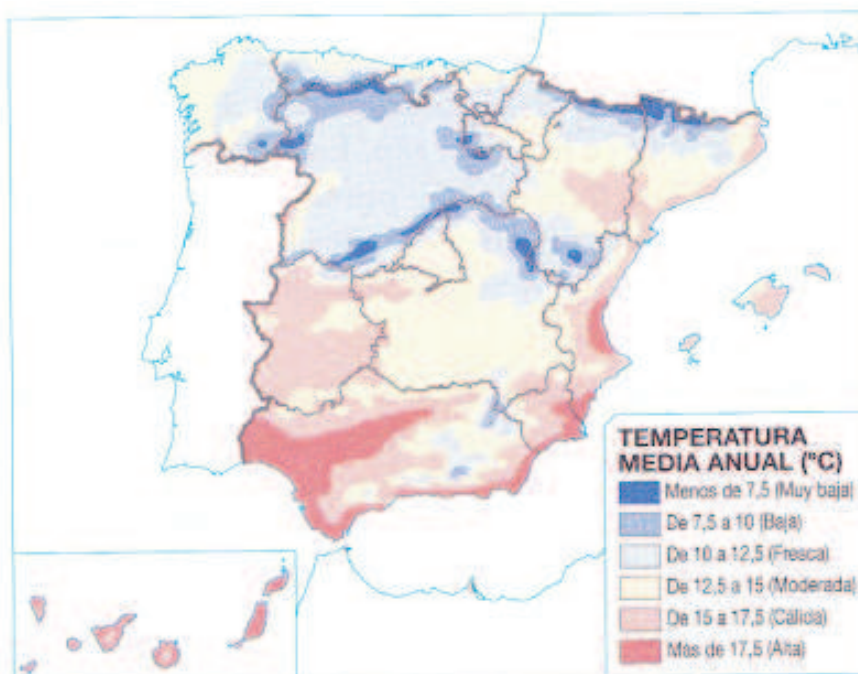 TEMPERATURA
MEDIA ANUAL (°C)
Menos de 7,5 (Muy baja)
De 7,5 a 10 (Baja)
De 10 a 12,5 (Fresca)
De 12,5 a 15 (Moderada)
De 15 a 17,5 (Cálida)
Más de 17,5 (Alta)